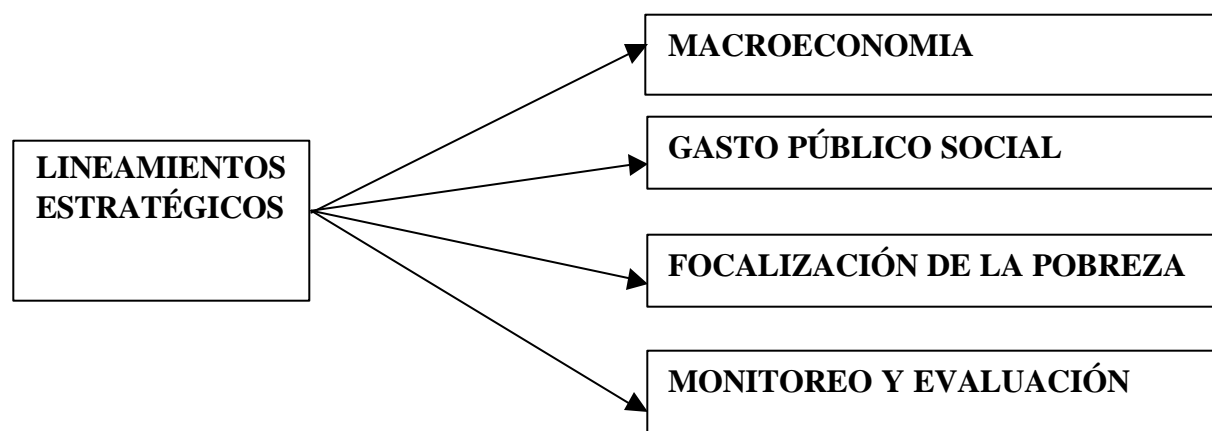 LINEAMIENTOS
ESTRATÉGICOS
MACROECONOMIA
GASTO PÚBLICO SOCIAL
FOCALIZACIÓN DE LA POBREZA
MONITOREO Y EVALUACIÓN